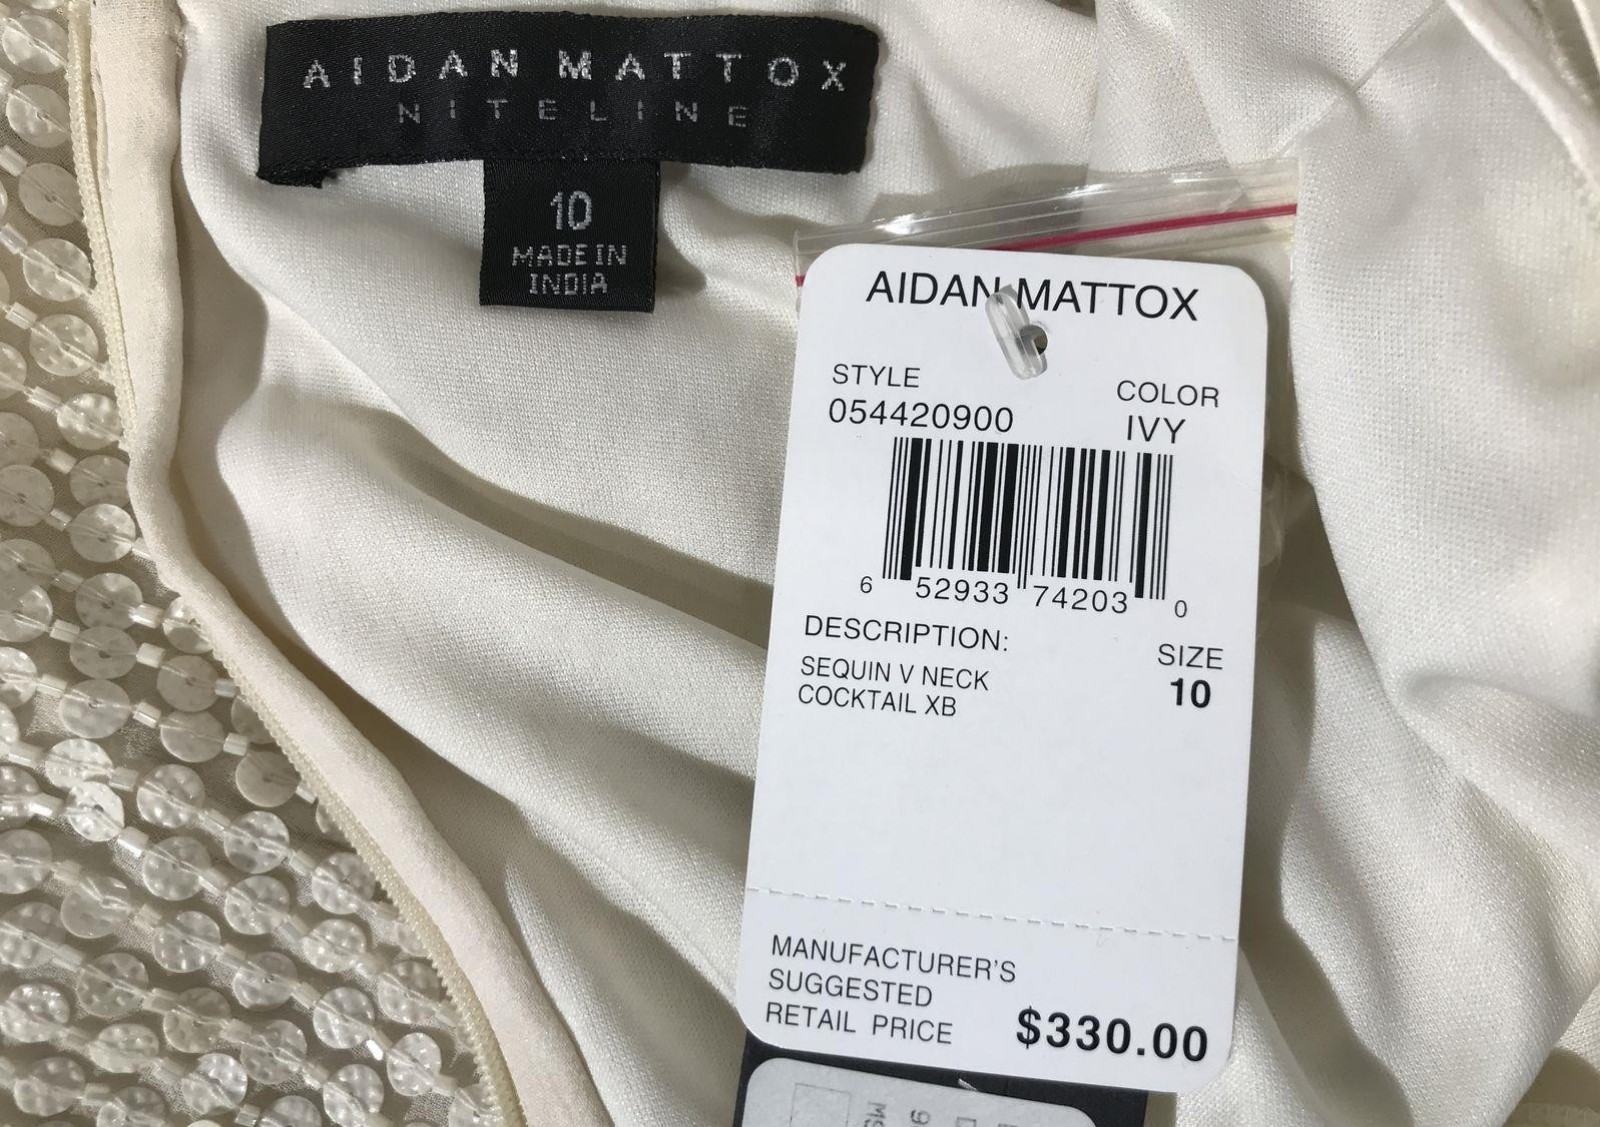 AIDAN MATTOX
NITELINE
10
MADE IN
INDIA
AIDAN MATTOX
STYLE
054420900
COLOR
IVY
6 52933 74203 0
DESCRIPTION:
SEQUIN V NECK
COCKTAIL XB
SIZE
10
MANUFACTURER'S
SUGGESTED
RETAIL PRICE
$330.00